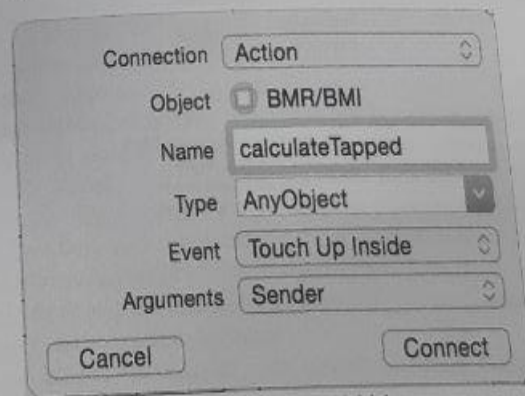 Connection Action
Object BMR/BMI
Name calculateTapped
Type AnyObject
Event Touch Up Inside
Arguments Sender
Cancel Connect